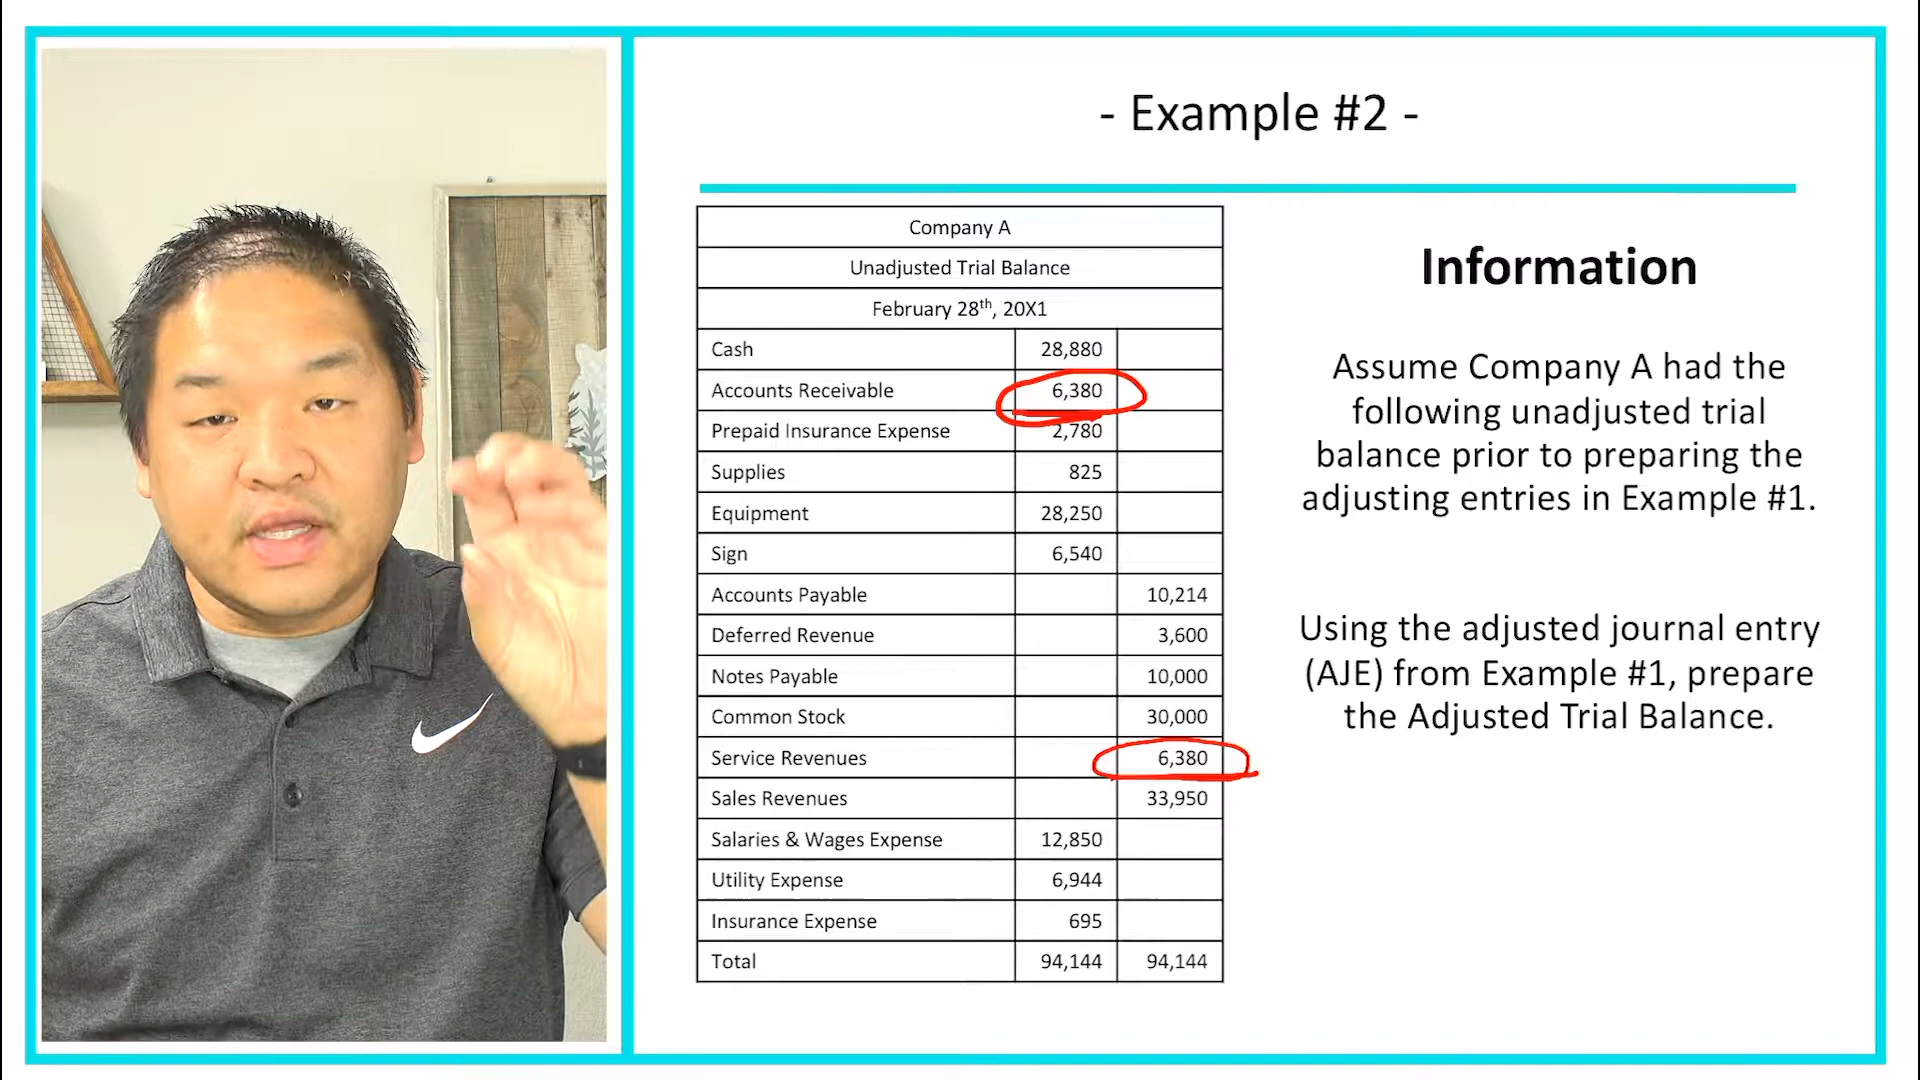 - Example #2 -
Company A
Unadjusted Trial Balance
February 28th, 20X1
Cash 28,880
Accounts Receivable 6,380
Prepaid Insurance Expense 2,780
Supplies 825
Equipment 28,250
Sign 6,540
Accounts Payable 10,214
Deferred Revenue 3,600
Notes Payable 10,000
Common Stock 30,000
Service Revenues 6,380
Sales Revenues 33,950
Salaries & Wages Expense 12,850
Utility Expense 6,944
Insurance Expense 695
Total 94,144 94,144
Information
Assume Company A had the
following unadjusted trial
balance prior to preparing the
adjusting entries in Example #1.
Using the adjusted journal entry
(AJE) from Example #1, prepare
the Adjusted Trial Balance.